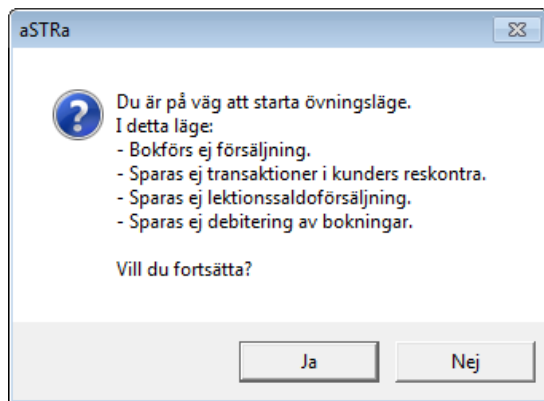 aSTRa
Du är på väg att starta övningsläge.
I detta läge:
- Bokförs ej försäljning.
- Sparas ej transaktioner i kunders reskontra.
- Sparas ej lektionssaldoförsäljning.
- Sparas ej debitering av bokningar.
Vill du fortsätta?
Ja
Nej